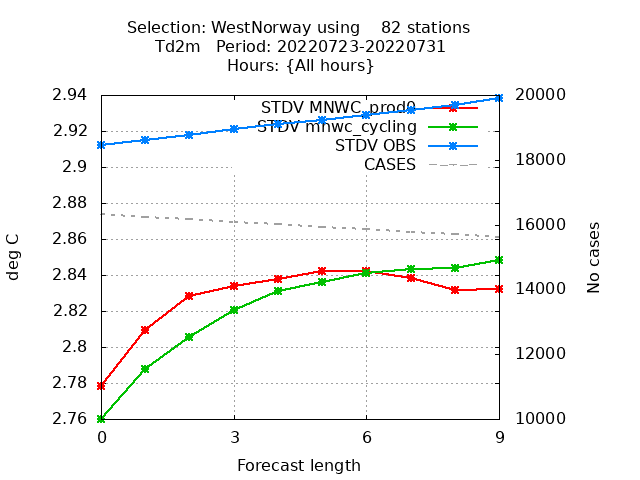 Selection: WestNorway using    82 stations
Td2m   Period: 20220723-20220731
Hours: {All hours}
STDV MNWC_prod0
STDV mnwc_cycling
STDV OBS
CASES
2.94
2.92
2.9
2.88
2.86
2.84
2.82
2.8
2.78
2.76
20000
18000
16000
14000
12000
10000
deg C
No cases
0 3 6 9
Forecast length